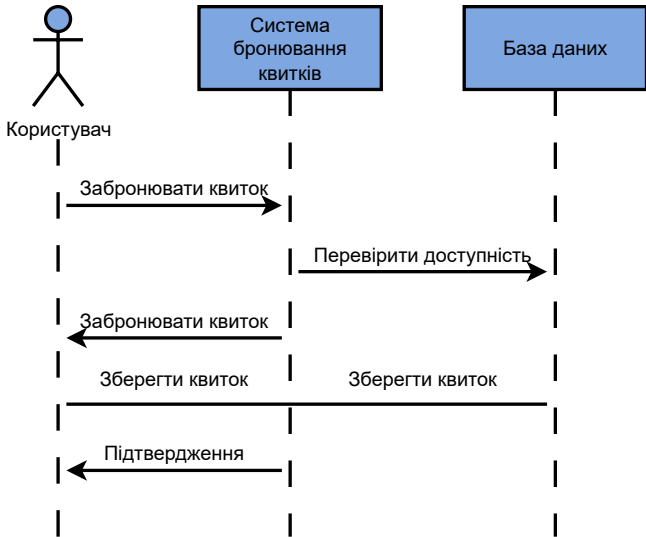 Система
бронювання
квитків
База даних
Користувач
Забронювати квиток
Перевірити доступність
Забронювати квиток
Зберегти квиток
Зберегти квиток
Підтвердження